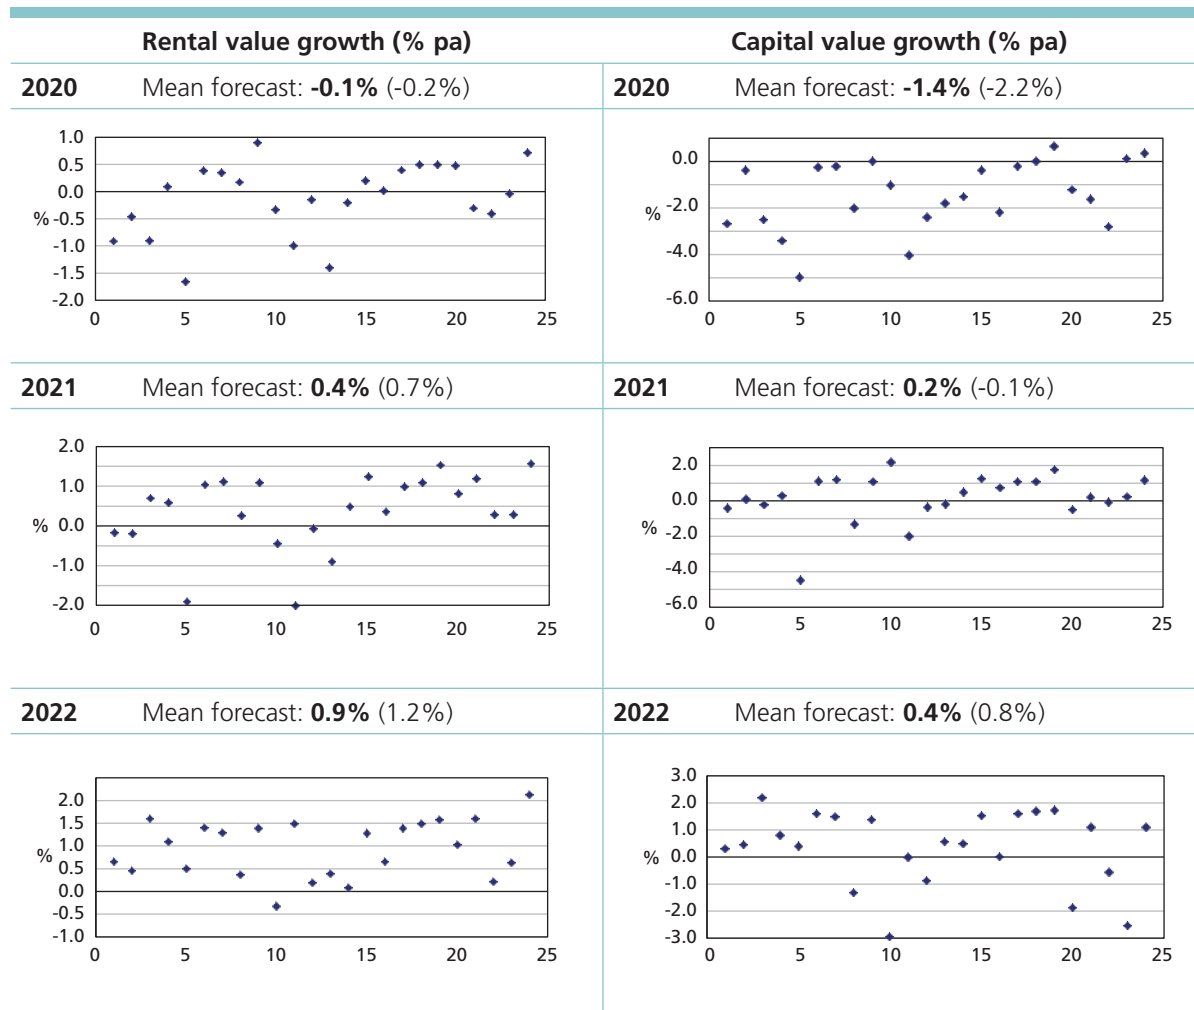 Rental value growth (% pa)
Capital value growth (% pa)
2020 Mean forecast: -0.1% (-0.2%)
2020 Mean forecast: -1.4% (-2.2%)
1.0
0.5
0.0
% -0.5
-1.0
-1.5
-2.0
0 5 10 15 20 25
0.0
% -2.0
-4.0
-6.0
0 5 10 15 20 25
2021 Mean forecast: 0.4% (0.7%)
2021 Mean forecast: 0.2% (-0.1%)
2.0
1.0
% 0.0
-1.0
-2.0
0 5 10 15 20 25
2.0
0.0
% -2.0
-4.0
-6.0
0 5 10 15 20 25
2022 Mean forecast: 0.9% (1.2%)
2022 Mean forecast: 0.4% (0.8%)
2.0
1.5
1.0
%
0.5
0.0
-0.5
-1.0
0 5 10 15 20 25
3.0
2.0
1.0
% 0.0
-1.0
-2.0
-3.0
0 5 10 15 20 25